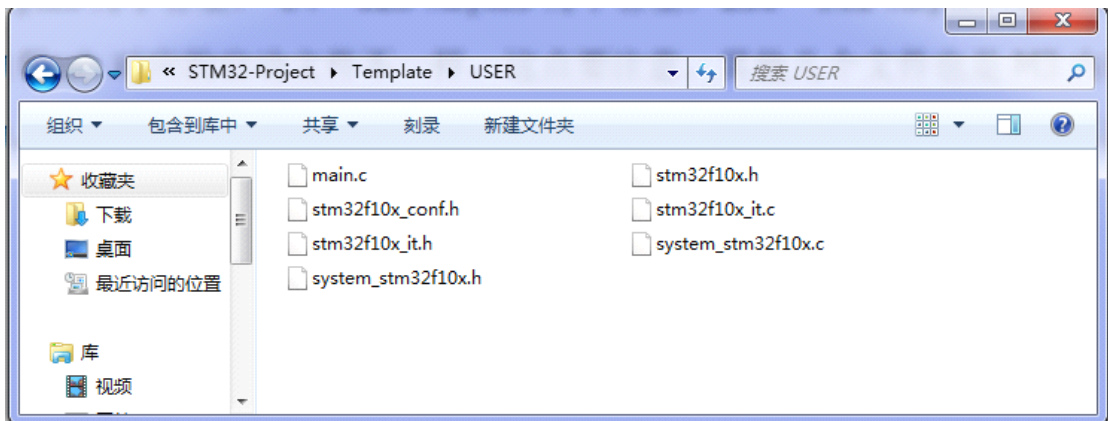 « STM32-Project ▸ Template ▸ USER 搜索 USER
组织 包含到库中 共享 刻录 新建文件夹
收藏夹
下载
桌面
最近访问的位置
库
视频
main.c stm32f10x.h
stm32f10x_conf.h stm32f10x_it.c
stm32f10x_it.h system_stm32f10x.c
system_stm32f10x.h